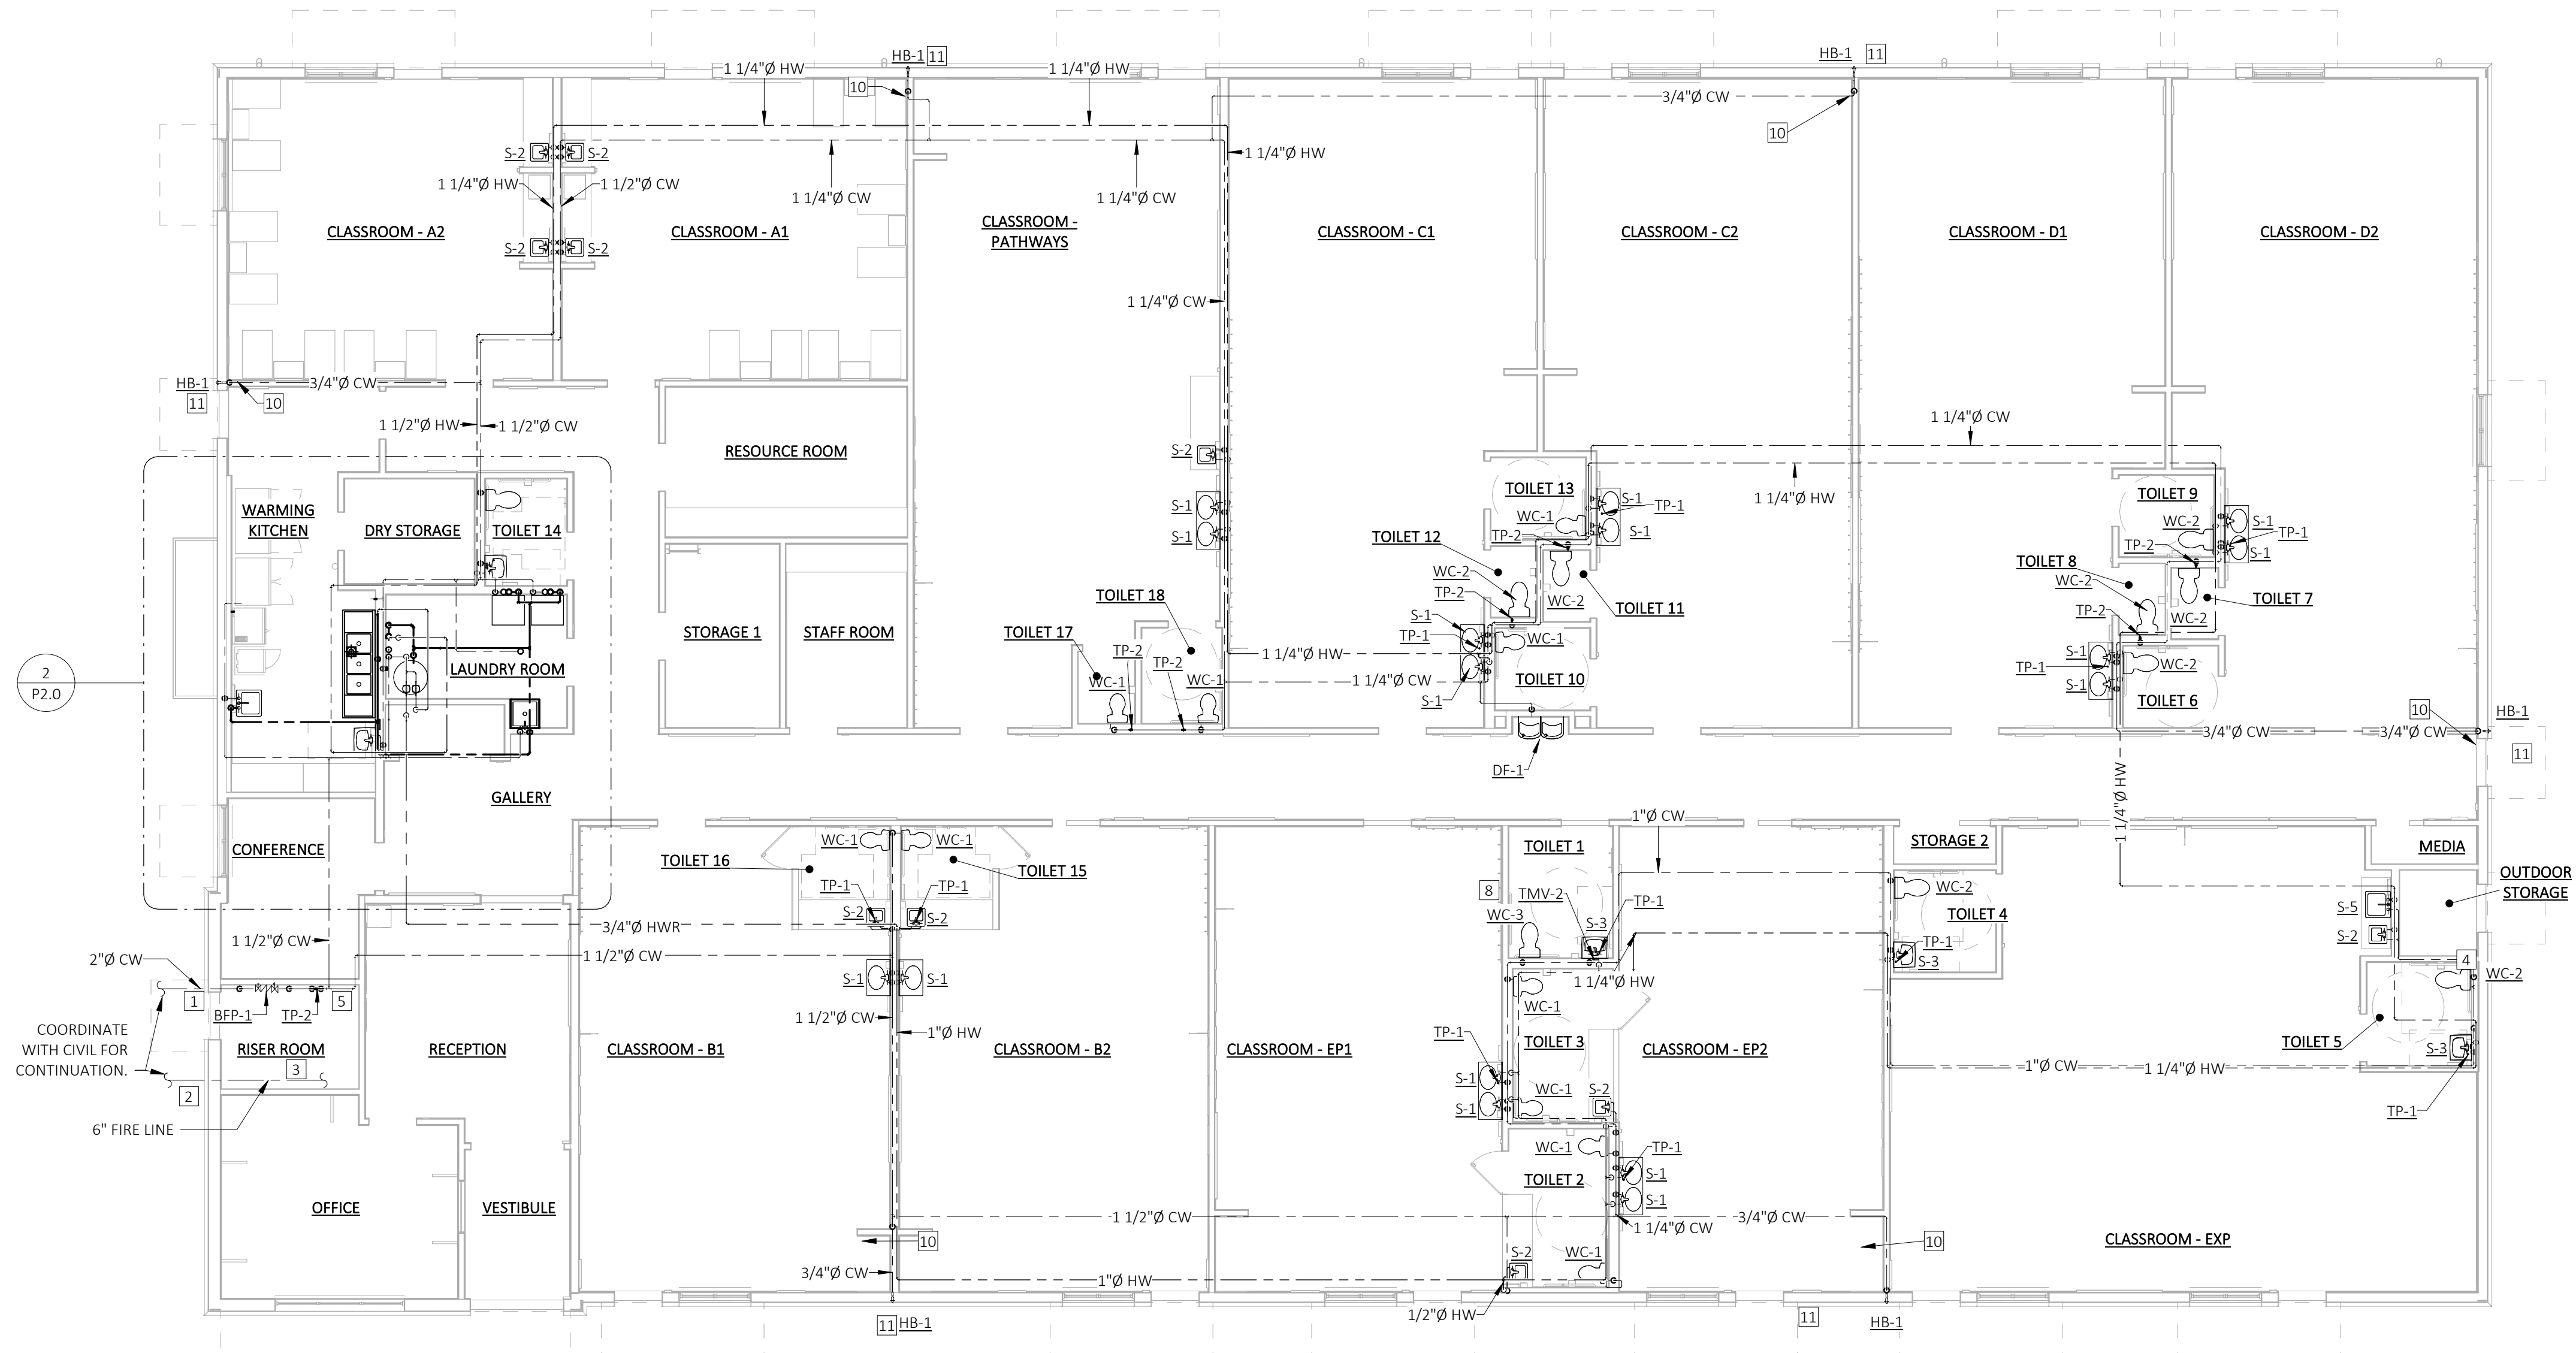 HB-1 11
HB-1 11
1 1/4"Ø HW
1 1/4"Ø HW
10
3/4"Ø CW
10
S-2
S-2
1 1/4"Ø HW
1 1/4"Ø HW
1 1/2"Ø CW
1 1/4"Ø CW
1 1/4"Ø CW
CLASSROOM - A2
CLASSROOM - A1
CLASSROOM -
PATHWAYS
CLASSROOM - C1
CLASSROOM - C2
CLASSROOM - D1
CLASSROOM - D2
S-2
S-2
1 1/4"Ø CW
HB-1
3/4"Ø CW
11
10
1 1/2"Ø HW
1 1/2"Ø CW
1 1/4"Ø CW
RESOURCE ROOM
S-2
1 1/4"Ø HW
WARMING
KITCHEN
DRY STORAGE
TOILET 14
S-1
S-1
TOILET 13
S-1
TP-1
WC-1
S-1
TP-2
TOILET 12
TOILET 9
S-1
WC-2
TP-1
TP-2
S-1
TOILET 8
WC-2
WC-2
TP-2
WC-2
TOILET 11
WC-2
TOILET 7
TP-2
TOILET 18
STORAGE 1
STAFF ROOM
TOILET 17
S-1
TP-1
WC-1
TP-2
TP-2
1 1/4"Ø HW
S-1
TP-1
WC-2
S-1
LAUNDRY ROOM
2
P2.0
WC-1
WC-1
1 1/4"Ø CW
TOILET 10
S-1
TOILET 6
10
HB-1
3/4"Ø CW
3/4"Ø CW
11
DF-1
GALLERY
1 1/4"Ø HW
1"Ø CW
CONFERENCE
TOILET 16
WC-1
WC-1
TOILET 15
TOILET 1
STORAGE 2
MEDIA
OUTDOOR
STORAGE
TP-1
TP-1
8
TMV-2
TP-1
WC-2
S-2
S-2
WC-3
S-3
TOILET 4
S-5
3/4"Ø HWR
1 1/2"Ø CW
1 1/2"Ø CW
TP-1
S-3
S-2
2"Ø CW
4
S-1
S-1
1 1/4"Ø HW
WC-2
1
BFP-1
TP-2
5
1 1/2"Ø CW
1"Ø HW
WC-1
COORDINATE
WITH CIVIL FOR
CONTINUATION.
RISER ROOM
3
RECEPTION
CLASSROOM - B1
CLASSROOM - B2
CLASSROOM - EP1
TP-1
TOILET 3
CLASSROOM - EP2
TOILET 5
S-3
1"Ø CW
1 1/4"Ø HW
2
S-1
WC-1
S-2
S-1
TP-1
6" FIRE LINE
WC-1
TP-1
S-1
TOILET 2
S-1
OFFICE
VESTIBULE
1 1/2"Ø CW
3/4"Ø CW
1 1/4"Ø CW
10
10
CLASSROOM - EXP
S-2
WC-1
3/4"Ø CW
1"Ø HW
1/2"Ø HW
11 HB-1
11
HB-1